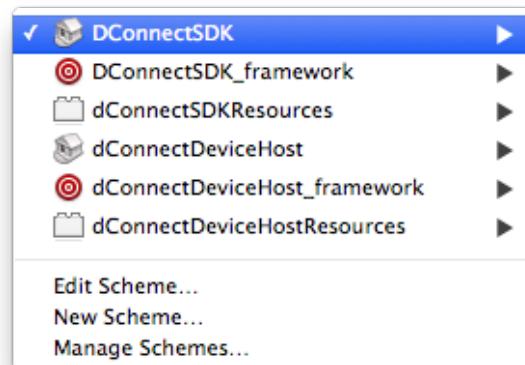 DConnectSDK
DConnectSDK_framework
dConnectSDKResources
dConnectDeviceHost
dConnectDeviceHost_framework
dConnectDeviceHostResources
Edit Scheme...
New Scheme...
Manage Schemes...